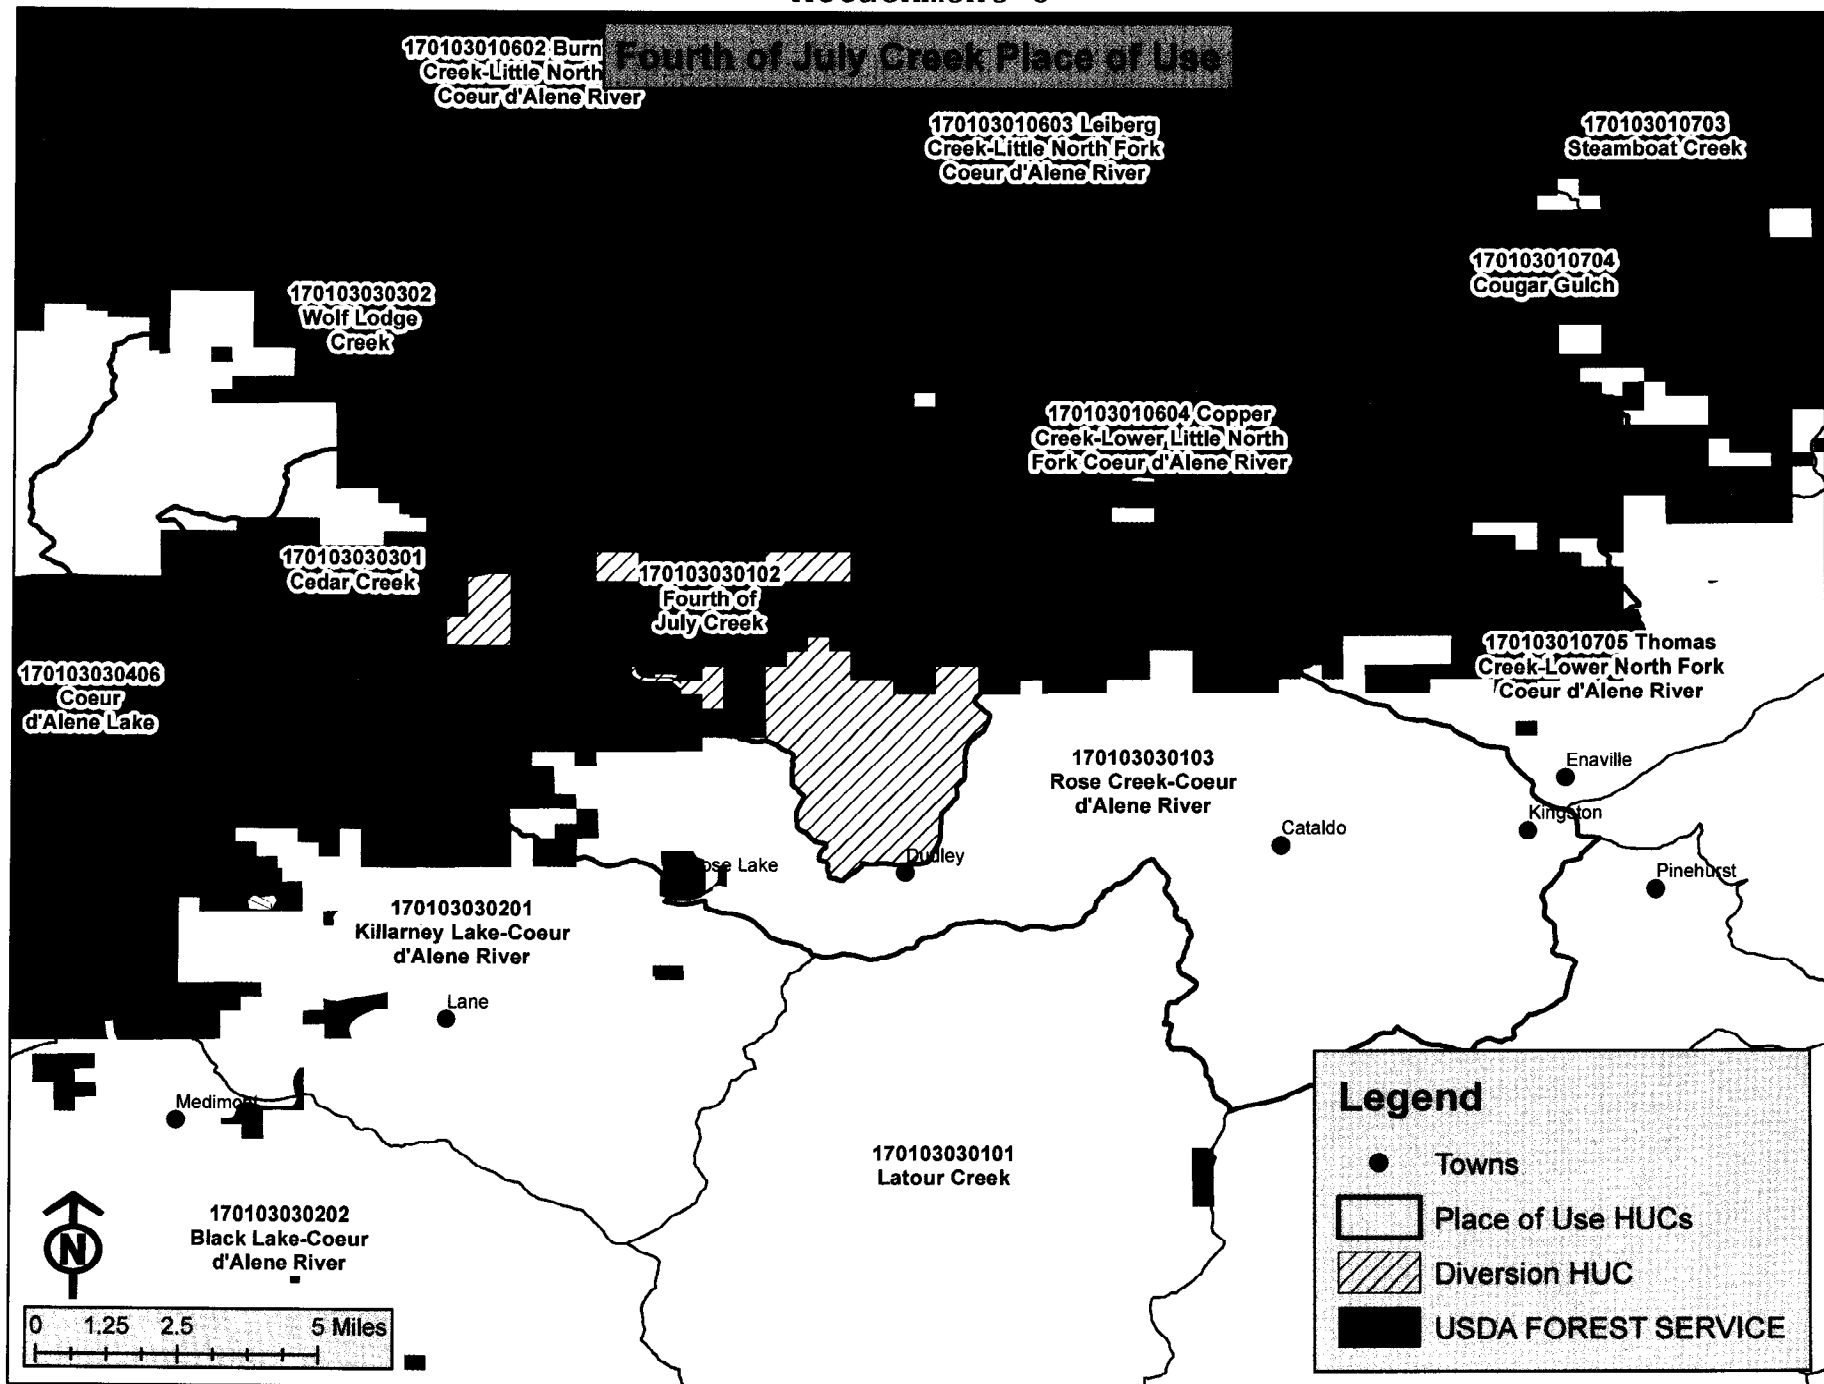 170103010602 Burn
Creek-Little North
Coeur d'Alene River
Fourth of July Creek Place of Use
170103010603 Leiberg
Creek-Little North Fork
Coeur d'Alene River
170103010703
Steamboat Creek
170103010704
Cougar Gulch
170103030302
Wolf Lodge
Creek
170103010604 Copper
Creek-Lower Little North
Fork Coeur d'Alene River
170103030301
Cedar Creek
170103030102
Fourth of
July Creek
170103030406
Coeur
d'Alene Lake
170103010705 Thomas
Creek-Lower North Fork
Coeur d'Alene River
170103030103
Rose Creek-Coeur
d'Alene River
Enaville
Kingston
Cataldo
Pinehurst
Dudley
ose Lake
170103030201
Killarney Lake-Coeur
d'Alene River
Lane
Medimont
170103030101
Latour Creek
170103030202
Black Lake-Coeur
d'Alene River
N
0 1.25 2.5 5 Miles
Legend
Towns
Place of Use HUCs
Diversion HUC
USDA FOREST SERVICE